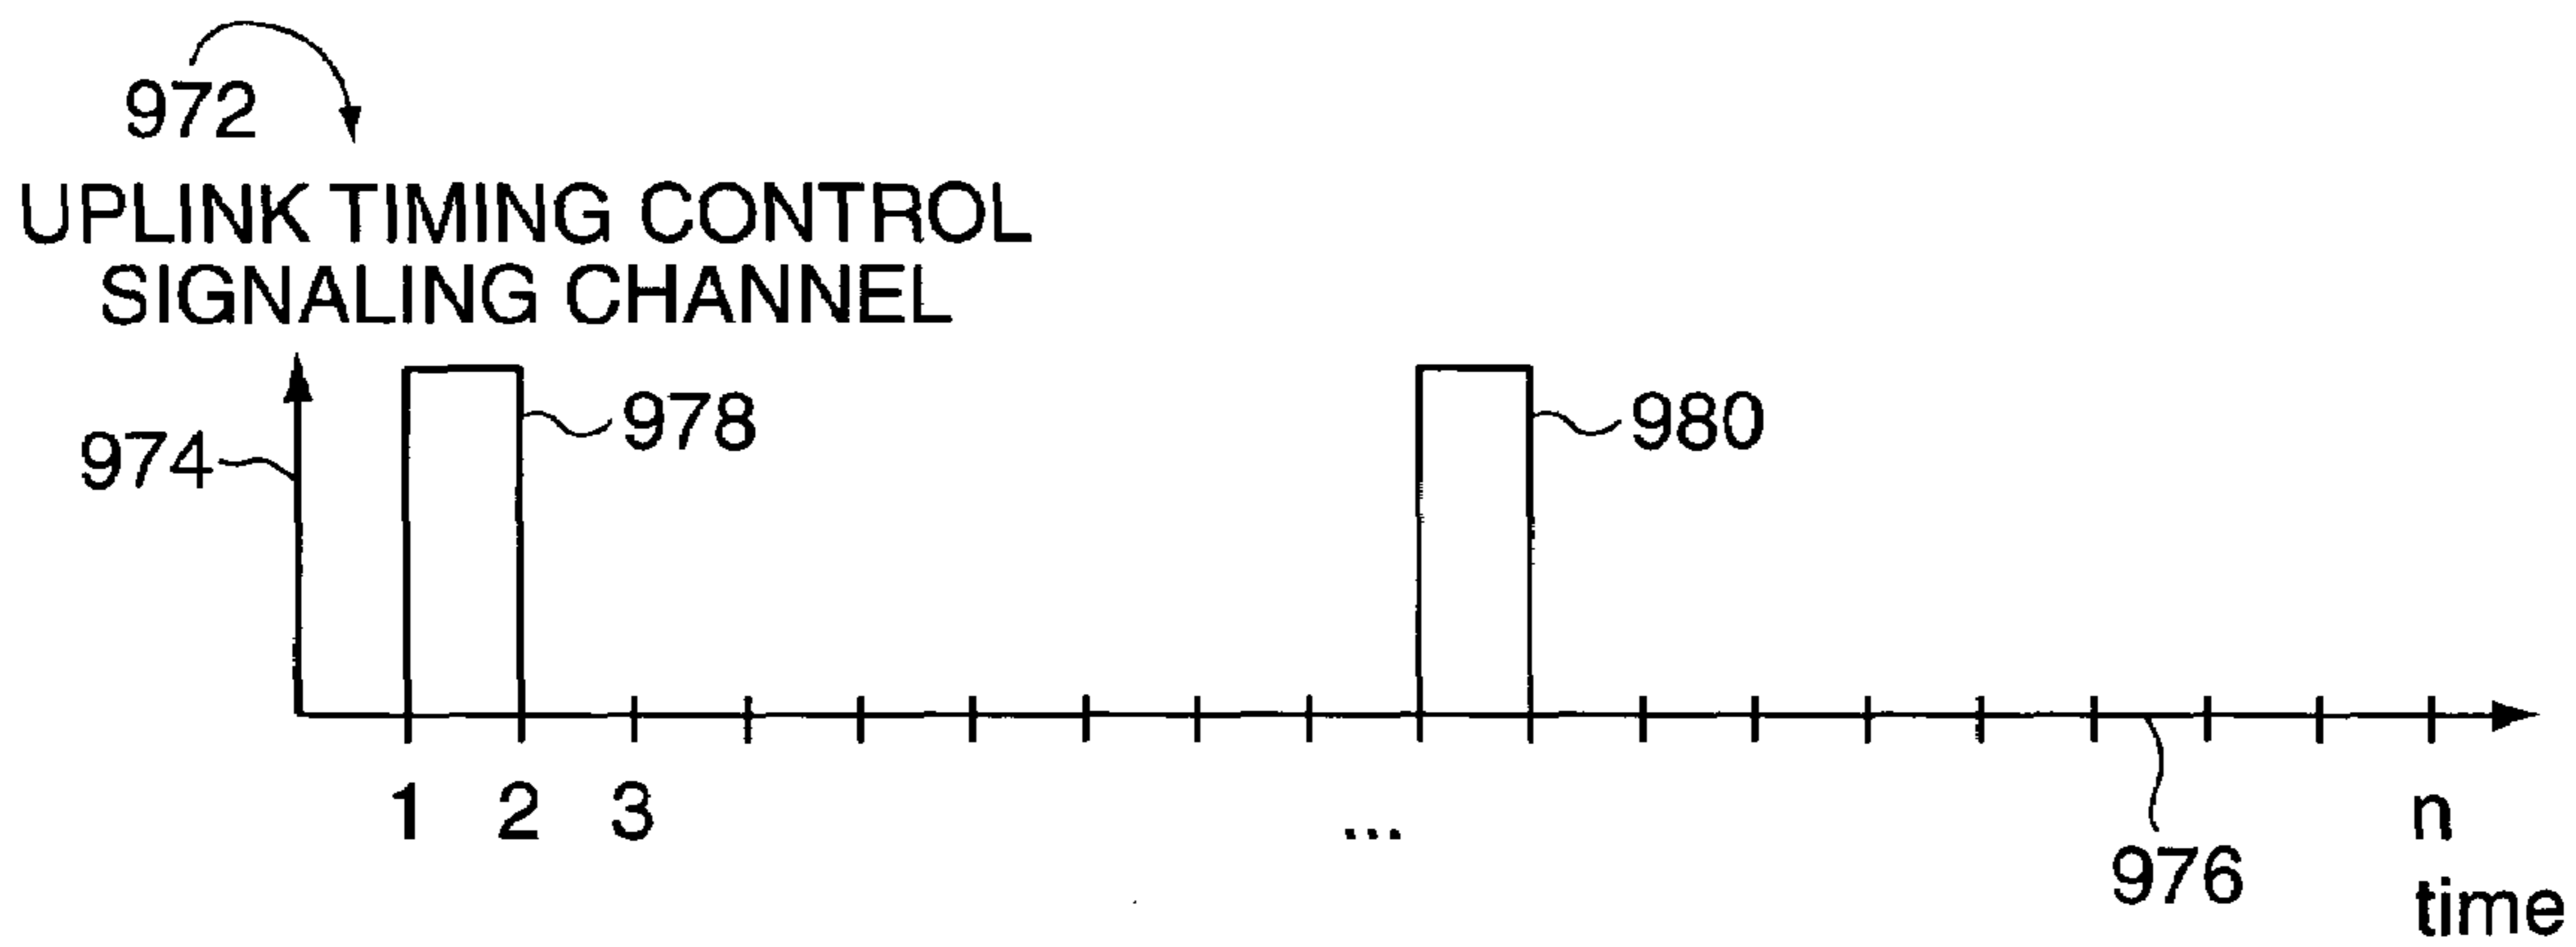 972
UPLINK TIMING CONTROL
SIGNALING CHANNEL
974
978
980
1 2 3 ... n
976
time